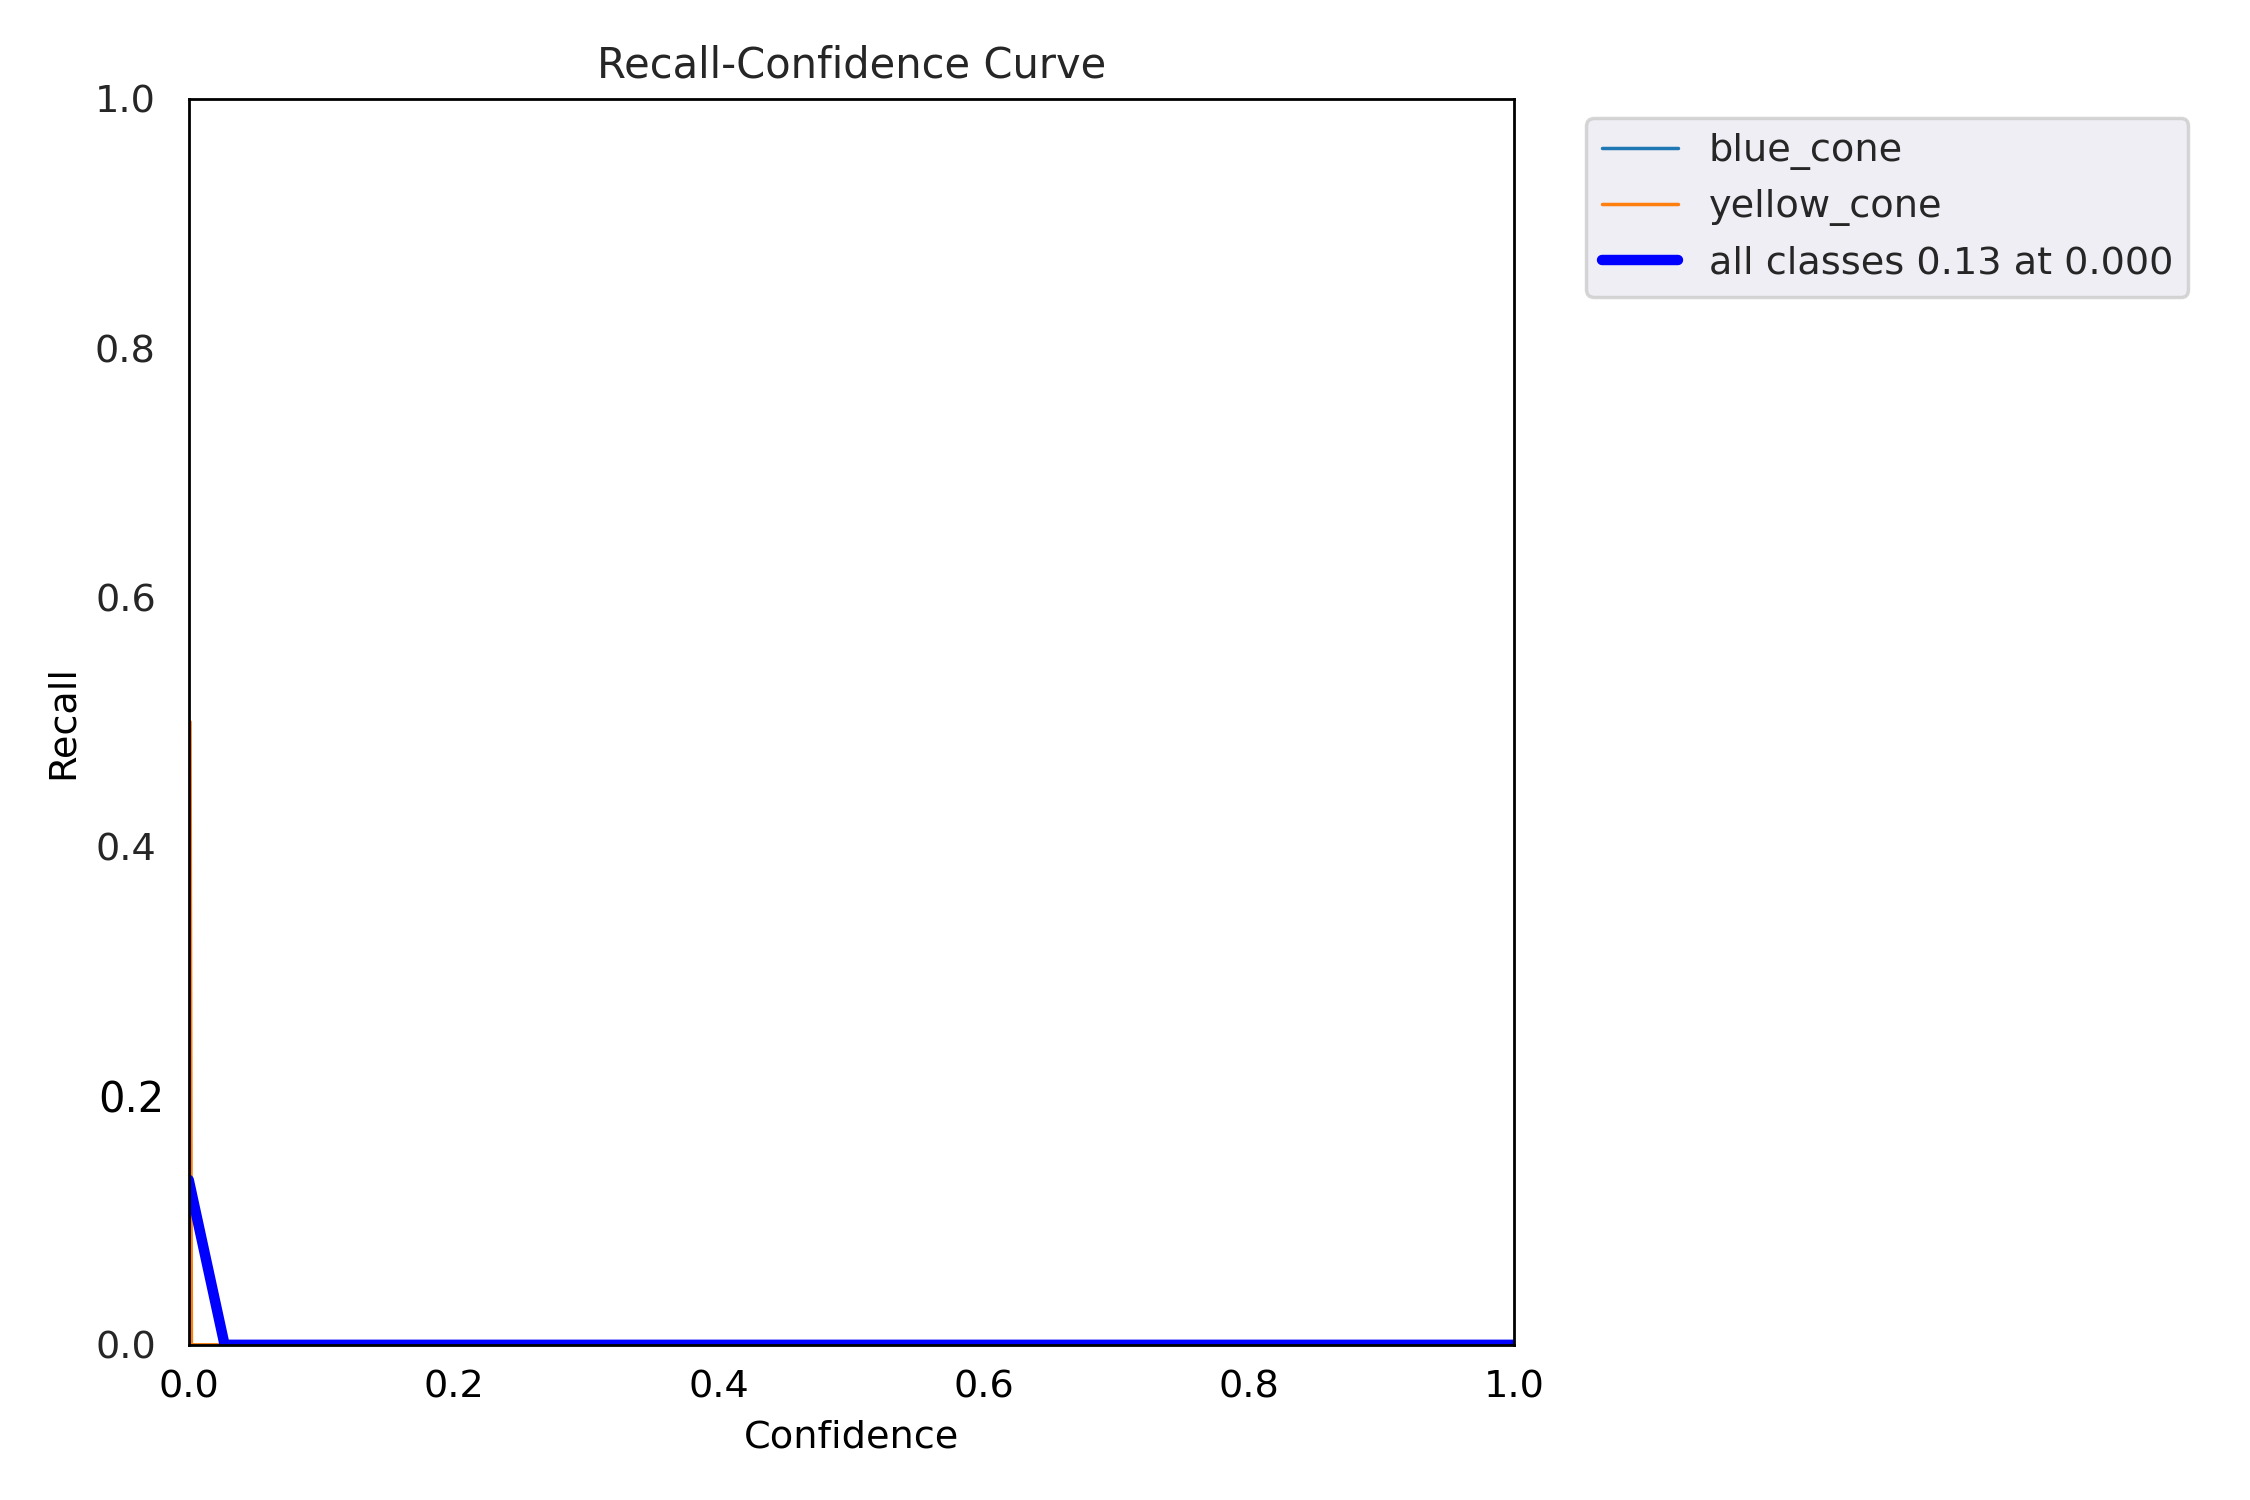 Recall-Confidence Curve
1.0
0.8
0.6
0.4
0.2
0.0
Recall
0.0 0.2 0.4 0.6 0.8 1.0
Confidence
blue_cone
yellow_cone
all classes 0.13 at 0.000